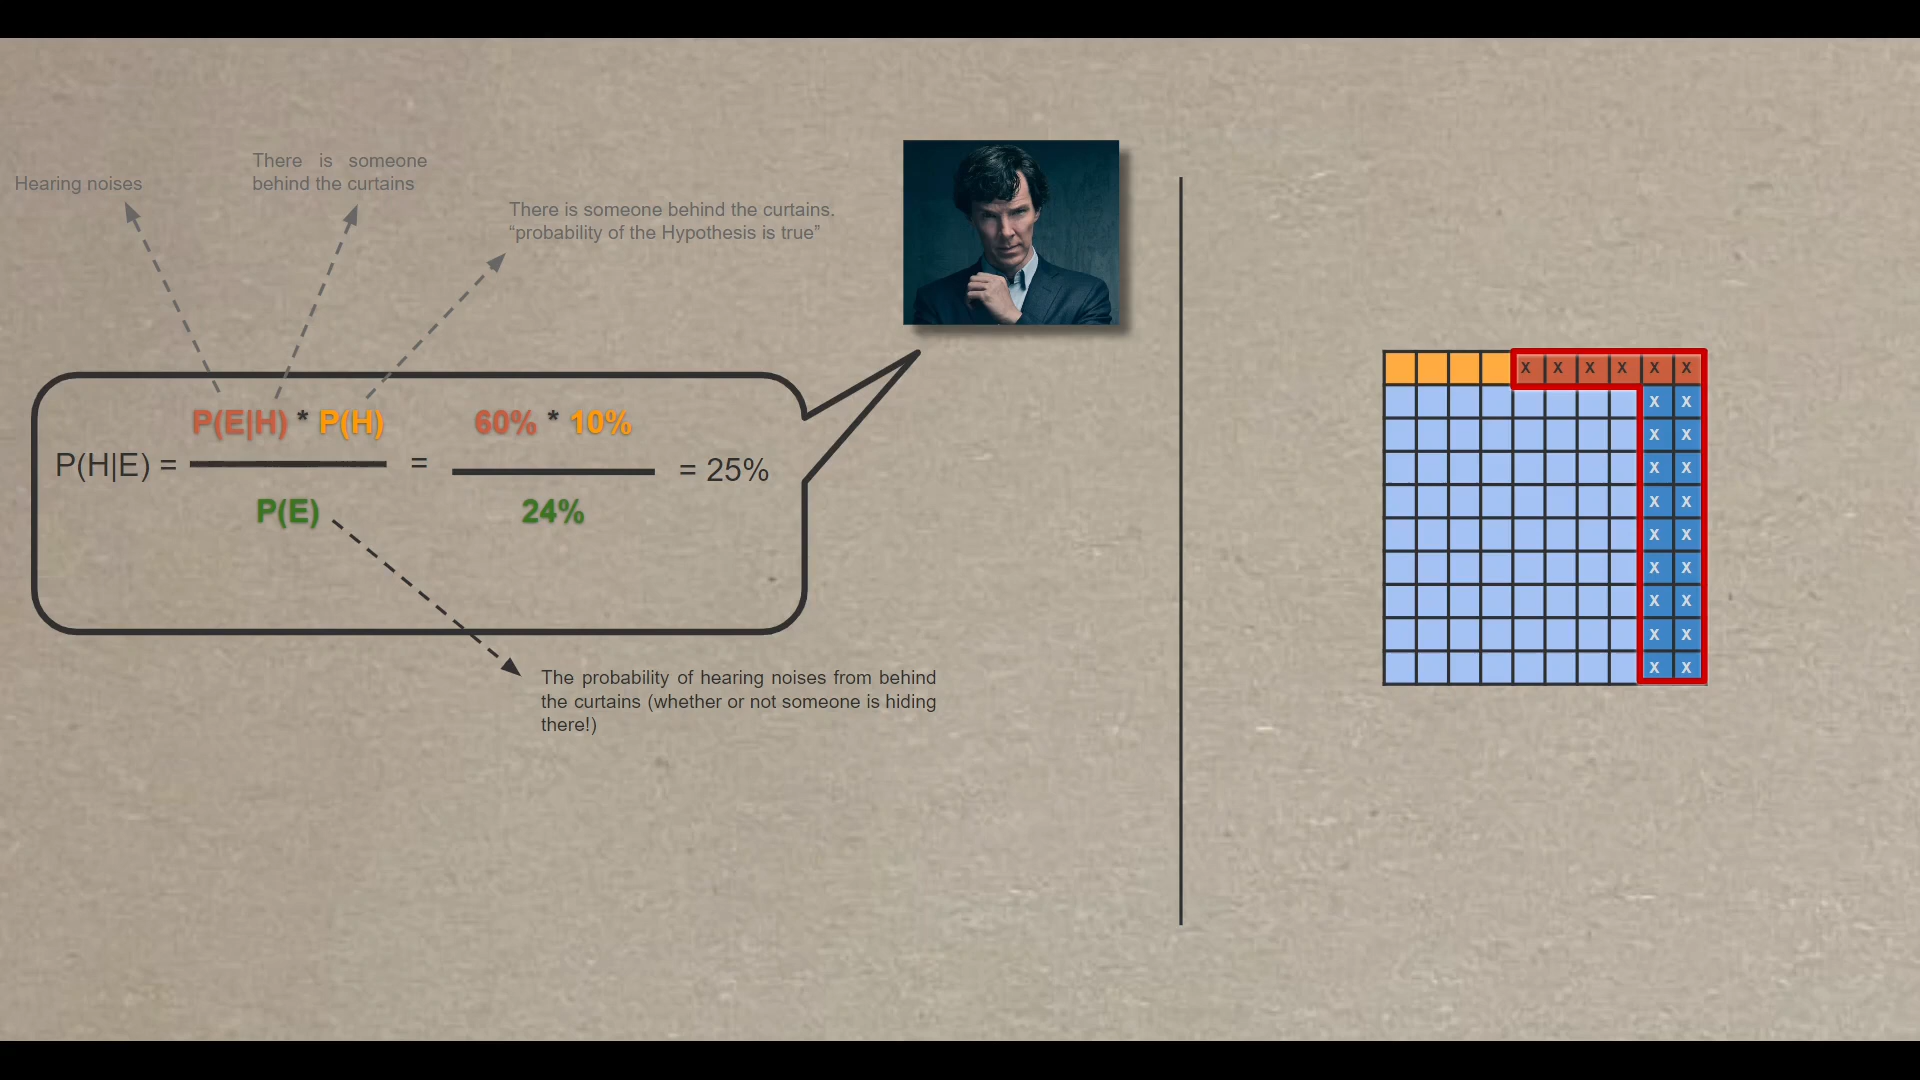 There is someone
Hearing noises behind the curtains
There is someone behind the curtains.
“probability of the Hypothesis is true”
P(E|H) * P(H) 60% * 10%
P(H|E) = = = 25%
P(E) 24%
The probability of hearing noises from behind
the curtains (whether or not someone is hiding
there!)
X X X X X X
X X
X X
X X
X X
X X
X X
X X
X X
X X